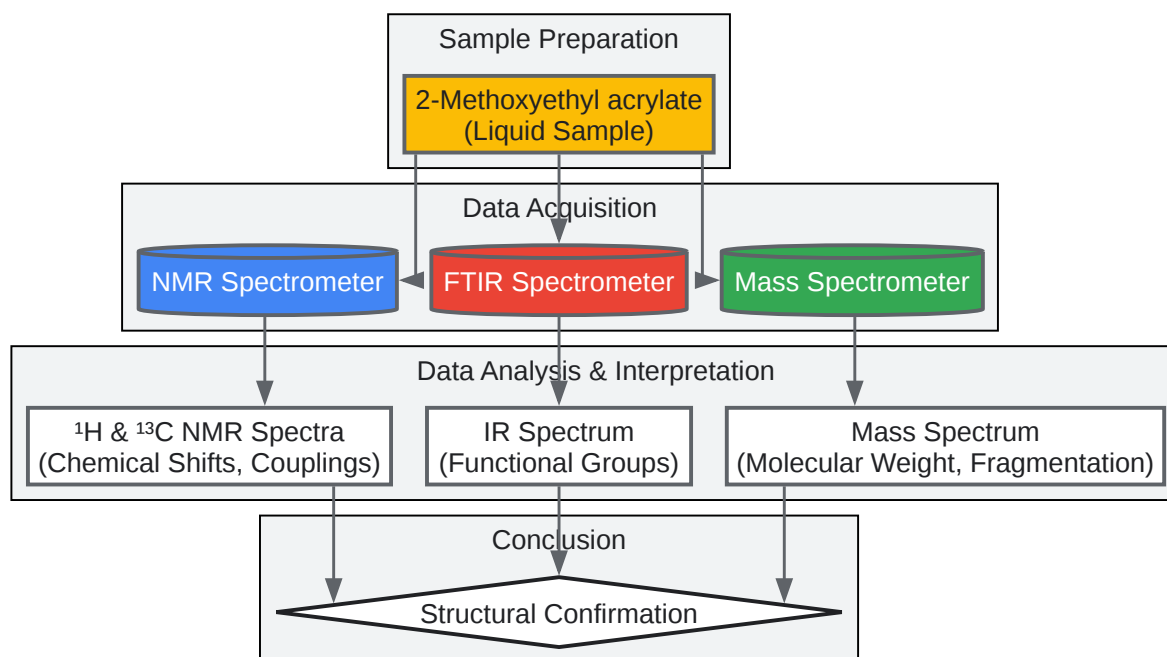 Sample Preparation
2-Methoxyethyl acrylate
(Liquid Sample)
Data Acquisition
NMR Spectrometer
FTIR Spectrometer
Mass Spectrometer
Data Analysis & Interpretation
¹H & ¹³C NMR Spectra
(Chemical Shifts, Couplings)
IR Spectrum
(Functional Groups)
Mass Spectrum
(Molecular Weight, Fragmentation)
Conclusion
Structural Confirmation